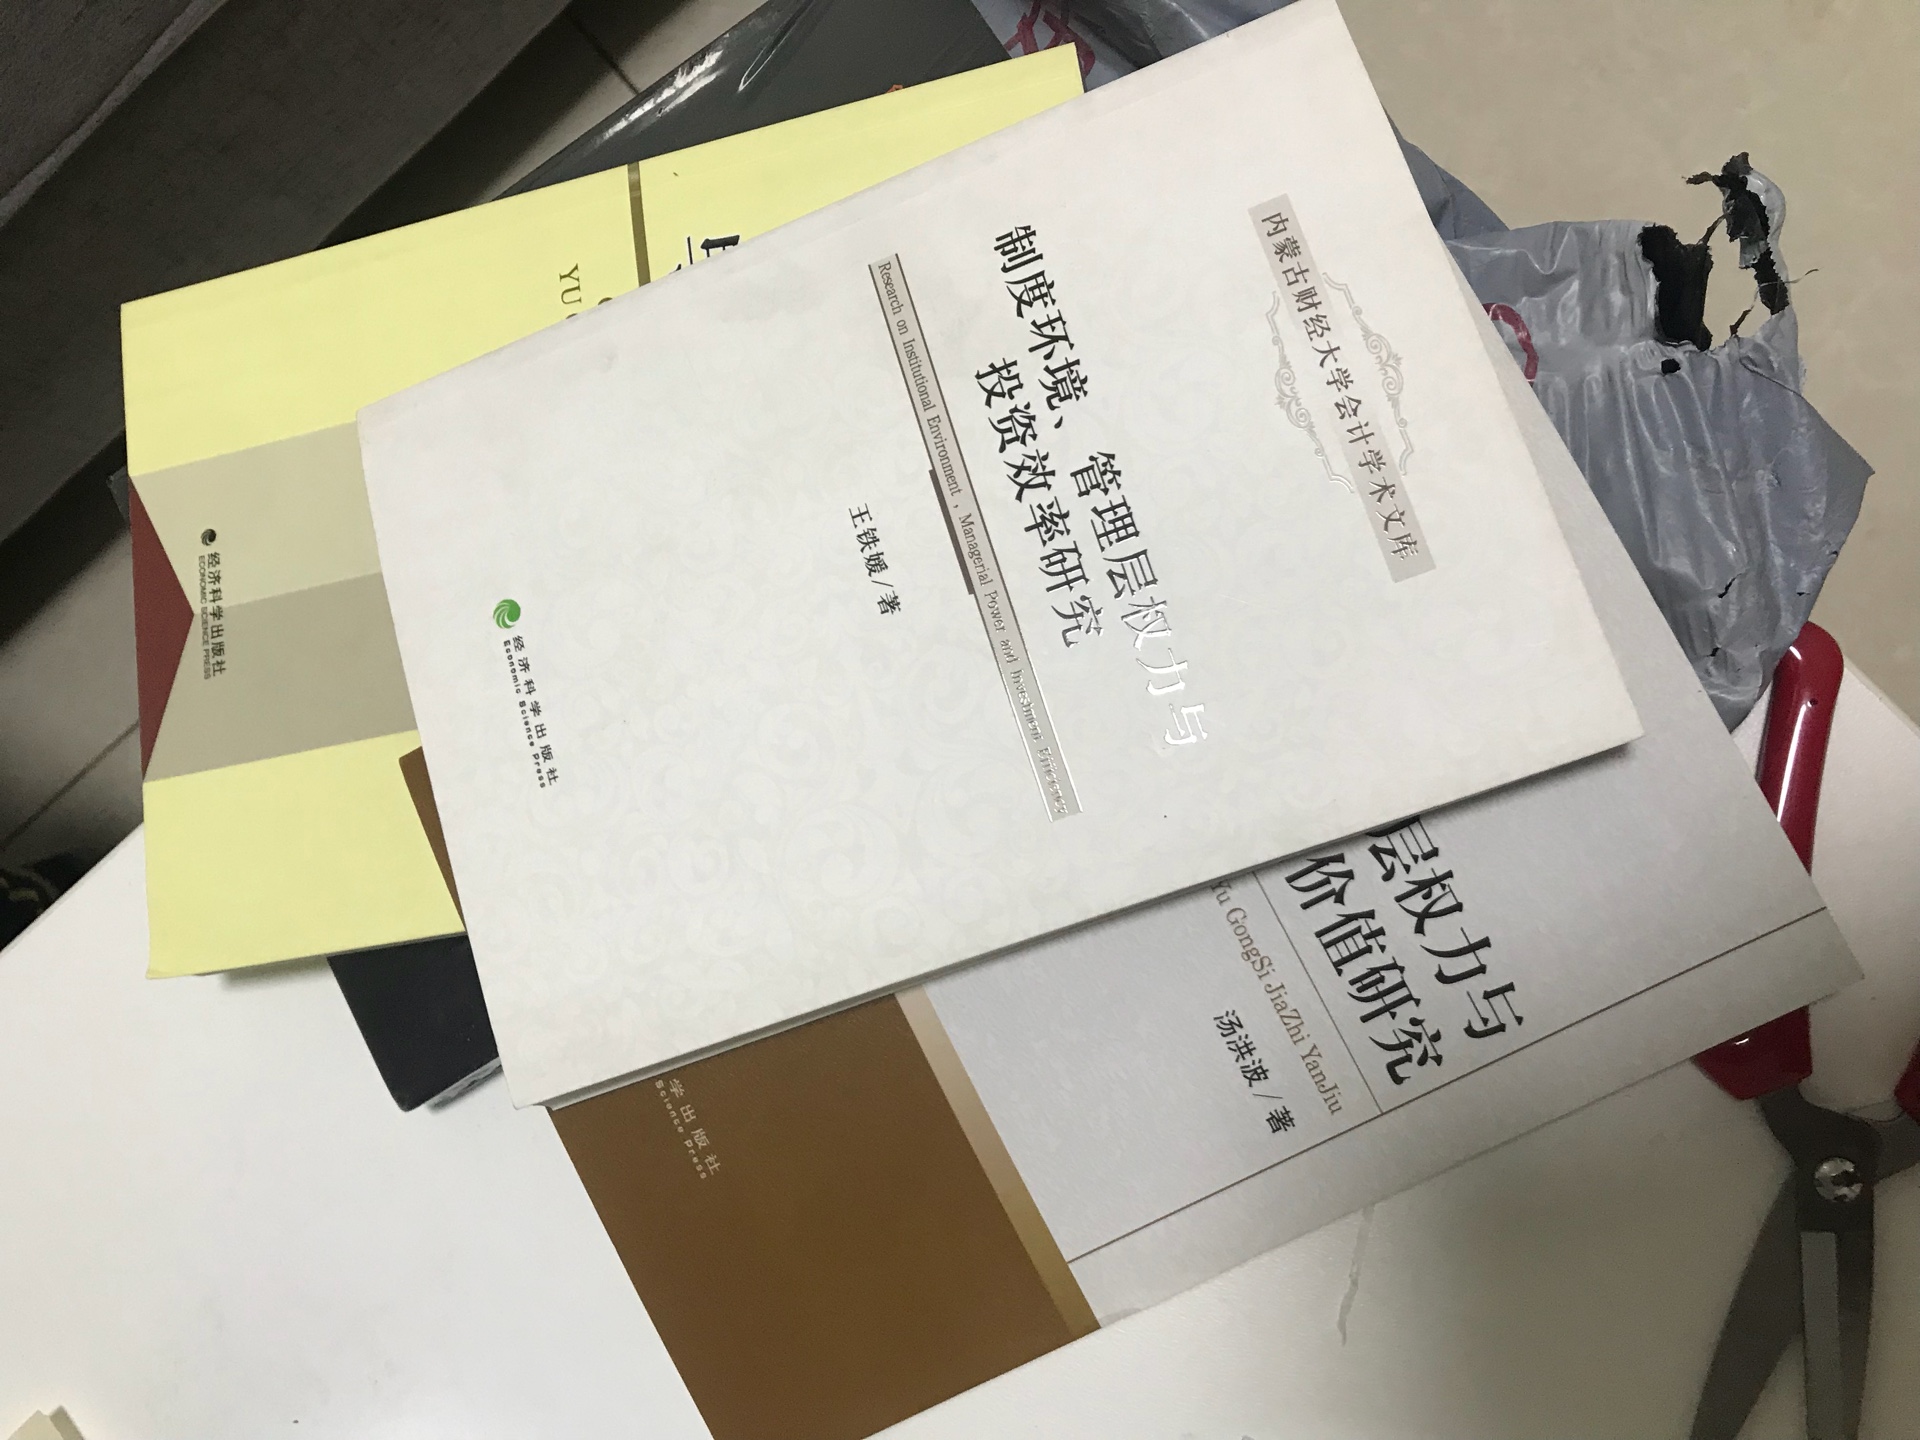 内蒙古财经大学会计学术文库
制度环境、管理层权力与
投资效率研究
Research on Institutional Environment, Managerial Power and Investment Efficiency
王铁媛/著
经济科学出版社
Economic Science Press
层权力与
价值研究
Yu GongSi JiaZhi YanJiu
汤洪波/著
学出版社
Science Press
YU
经济科学出版社
ECONOMIC SCIENCE PRESS